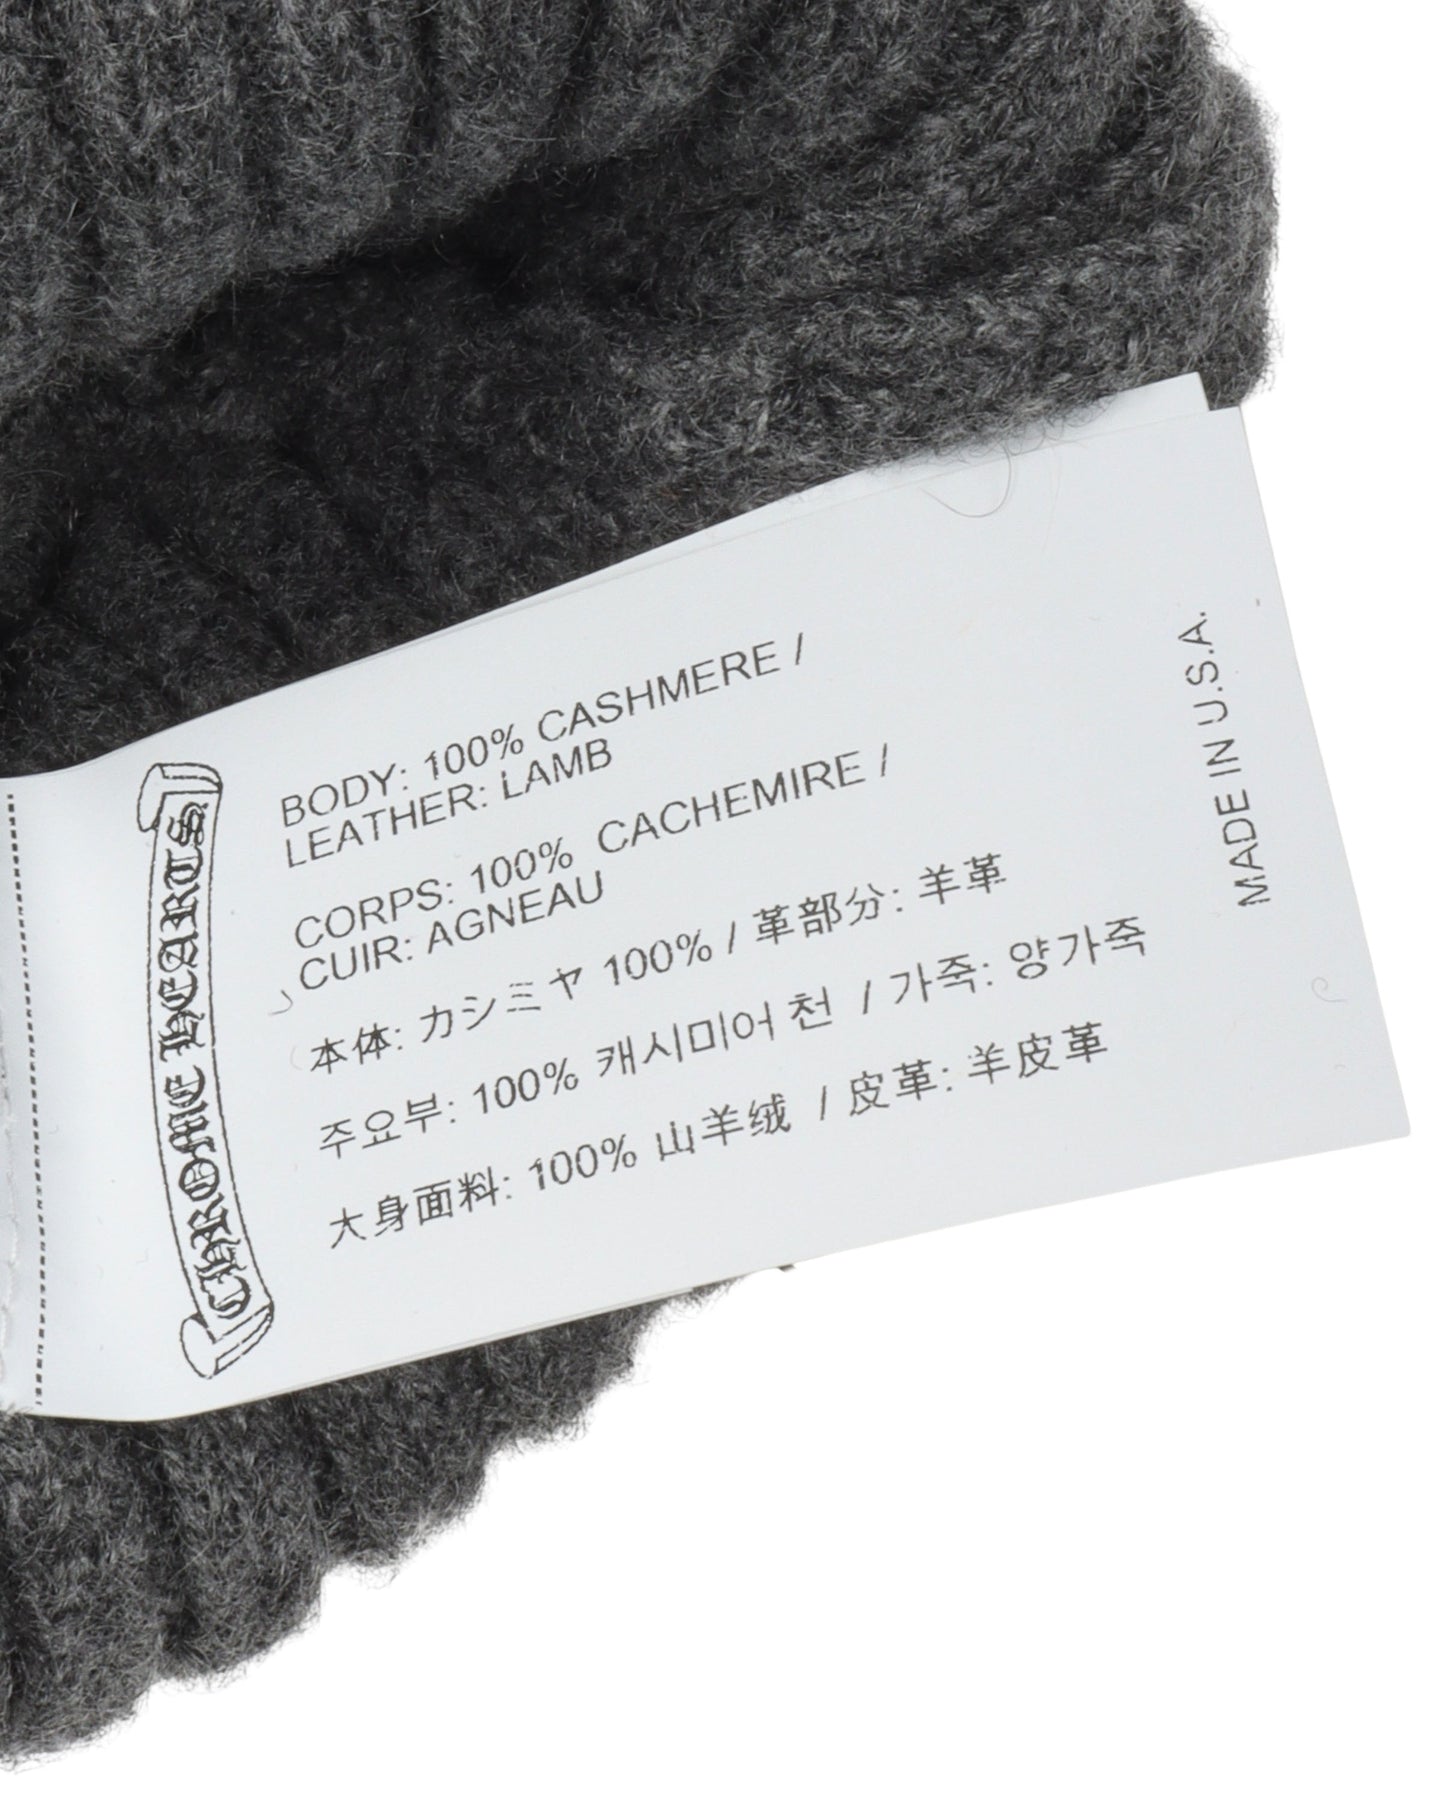 CHROME HEARTS
BODY: 100% CASHMERE /
LEATHER: LAMB
CORPS: 100% CACHEMIRE /
CUIR: AGNEAU
本体: カシミヤ 100% / 革部分: 羊革
주요부: 100% 캐시미어 천 / 가죽: 양가죽
大身面料: 100% 山羊绒 / 皮革: 羊皮革
MADE IN U.S.A.